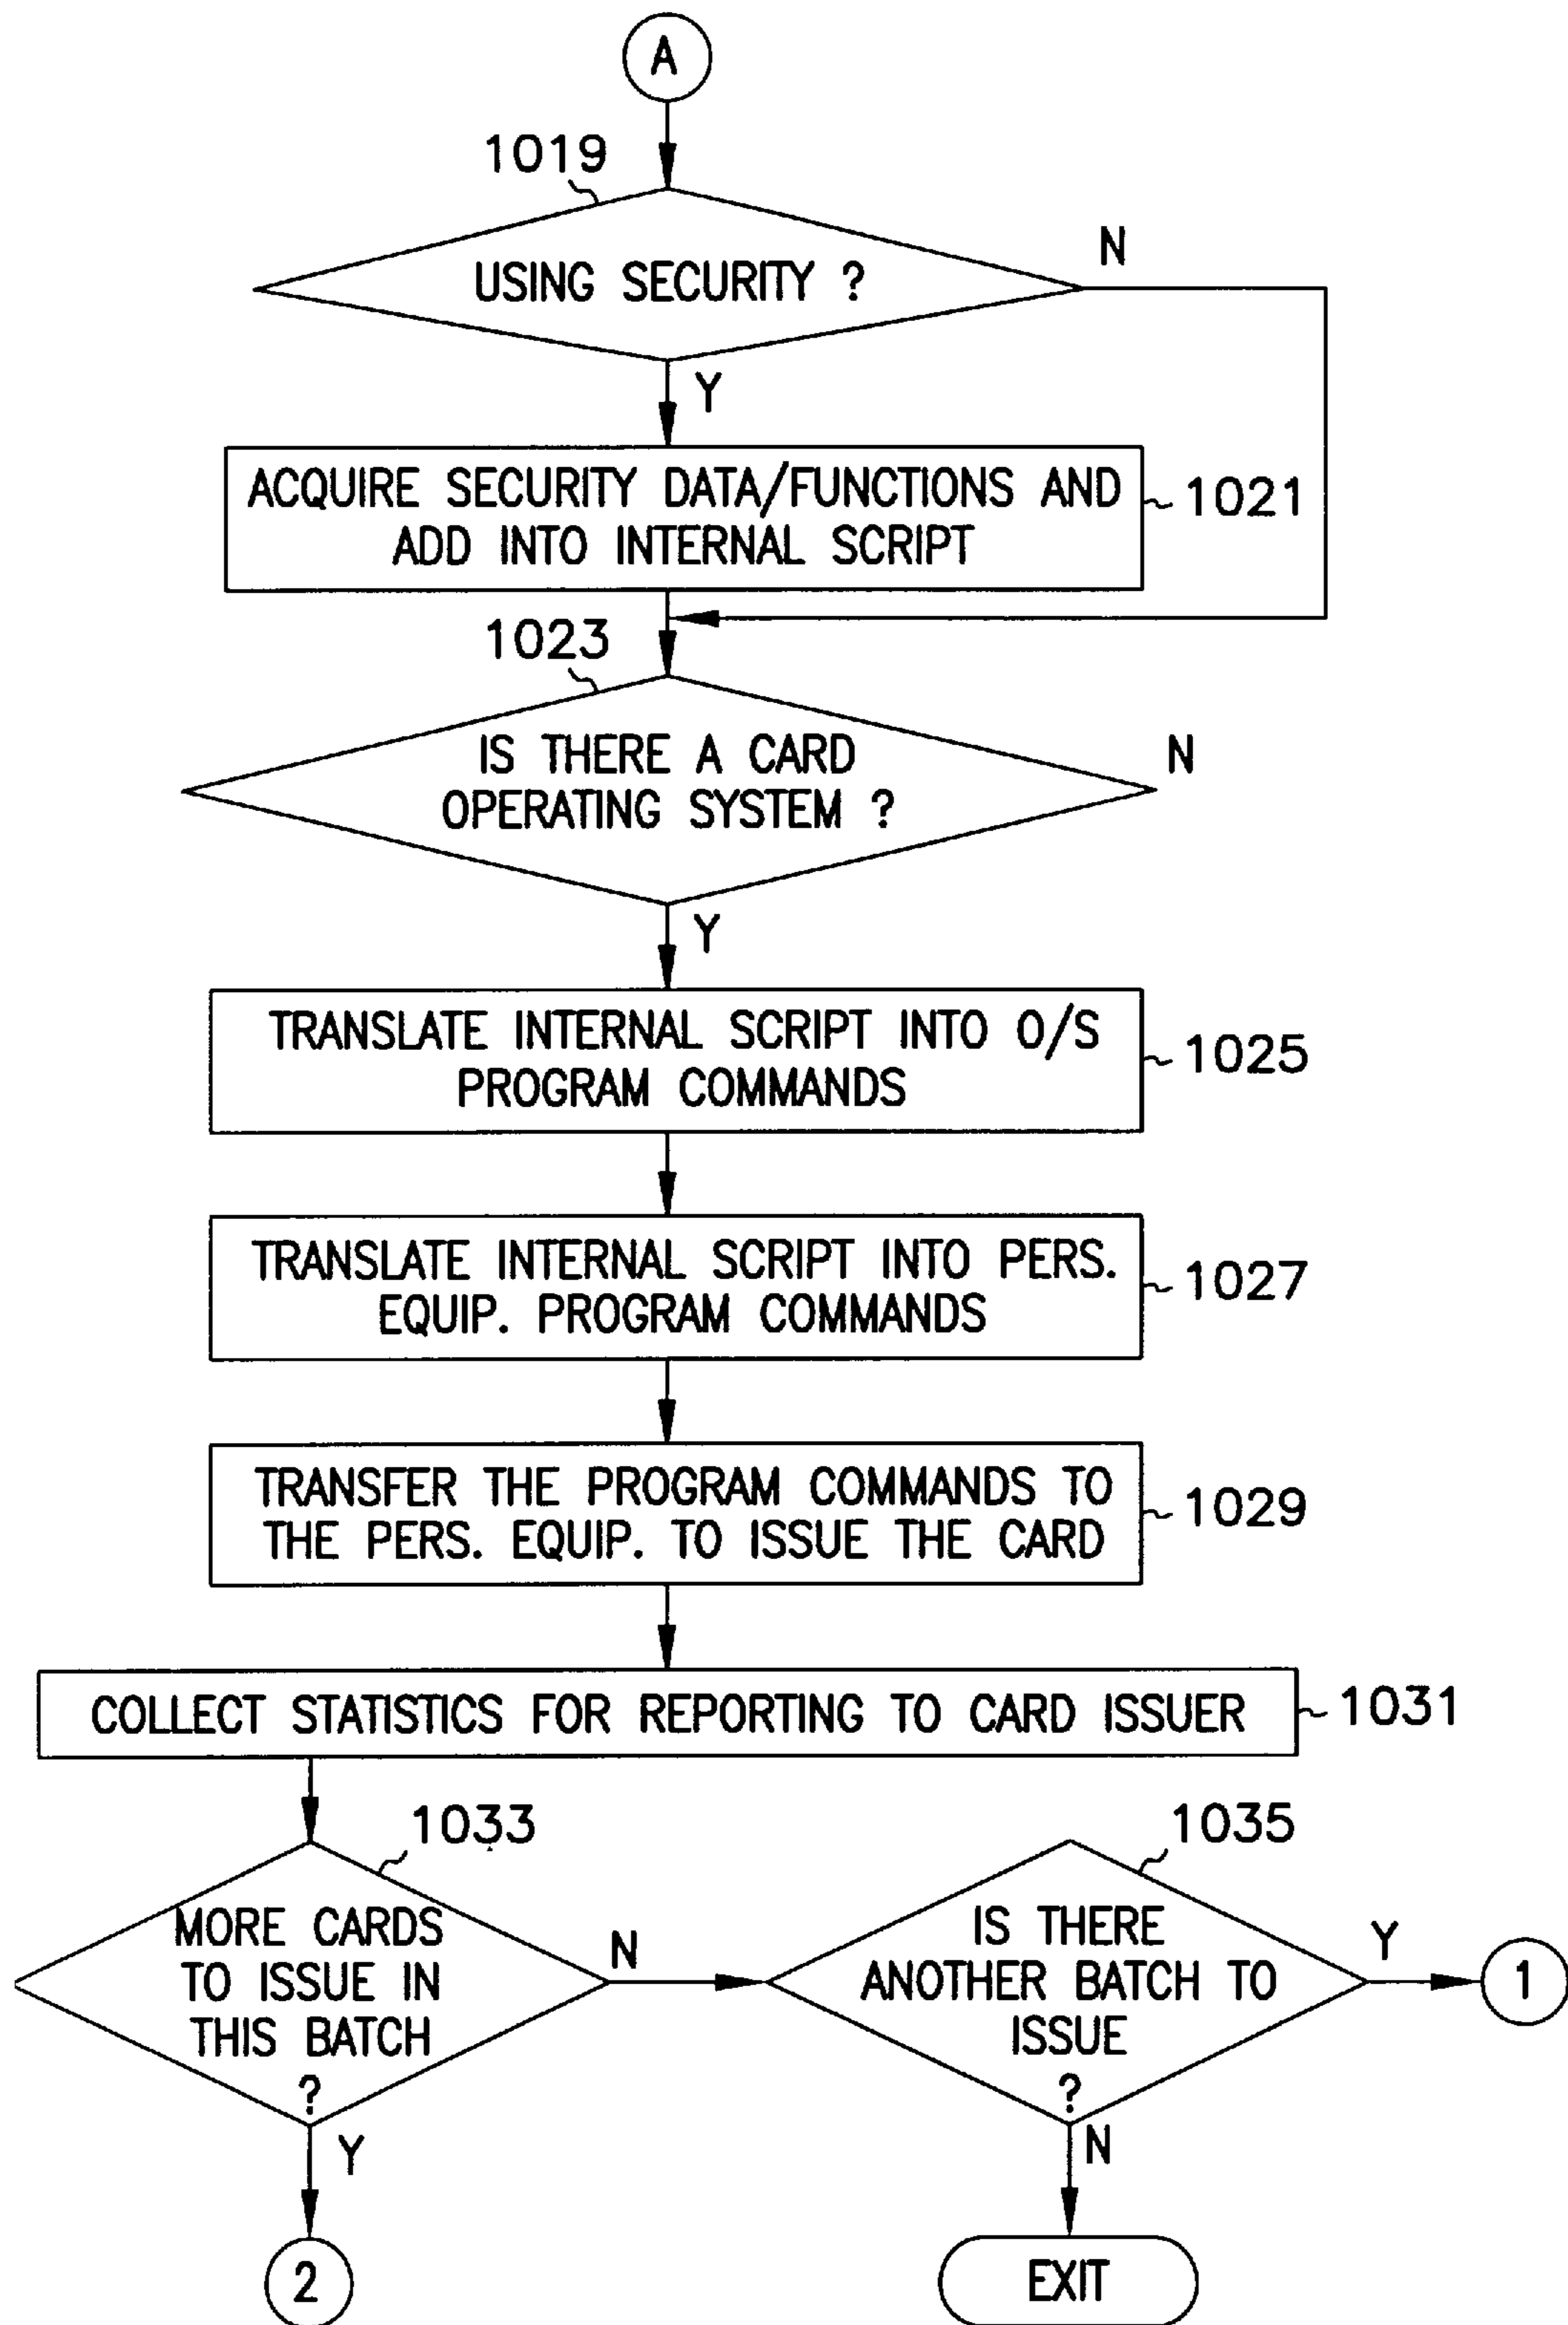 A
1019
USING SECURITY ?
N
Y
ACQUIRE SECURITY DATA/FUNCTIONS AND
ADD INTO INTERNAL SCRIPT
1021
1023
IS THERE A CARD
OPERATING SYSTEM ?
N
Y
TRANSLATE INTERNAL SCRIPT INTO O/S
PROGRAM COMMANDS
1025
TRANSLATE INTERNAL SCRIPT INTO PERS.
EQUIP. PROGRAM COMMANDS
1027
TRANSFER THE PROGRAM COMMANDS TO
THE PERS. EQUIP. TO ISSUE THE CARD
1029
COLLECT STATISTICS FOR REPORTING TO CARD ISSUER
1031
1033
MORE CARDS
TO ISSUE IN
THIS BATCH
?
N
Y
2
1035
IS THERE
ANOTHER BATCH TO
ISSUE
?
Y
1
N
EXIT